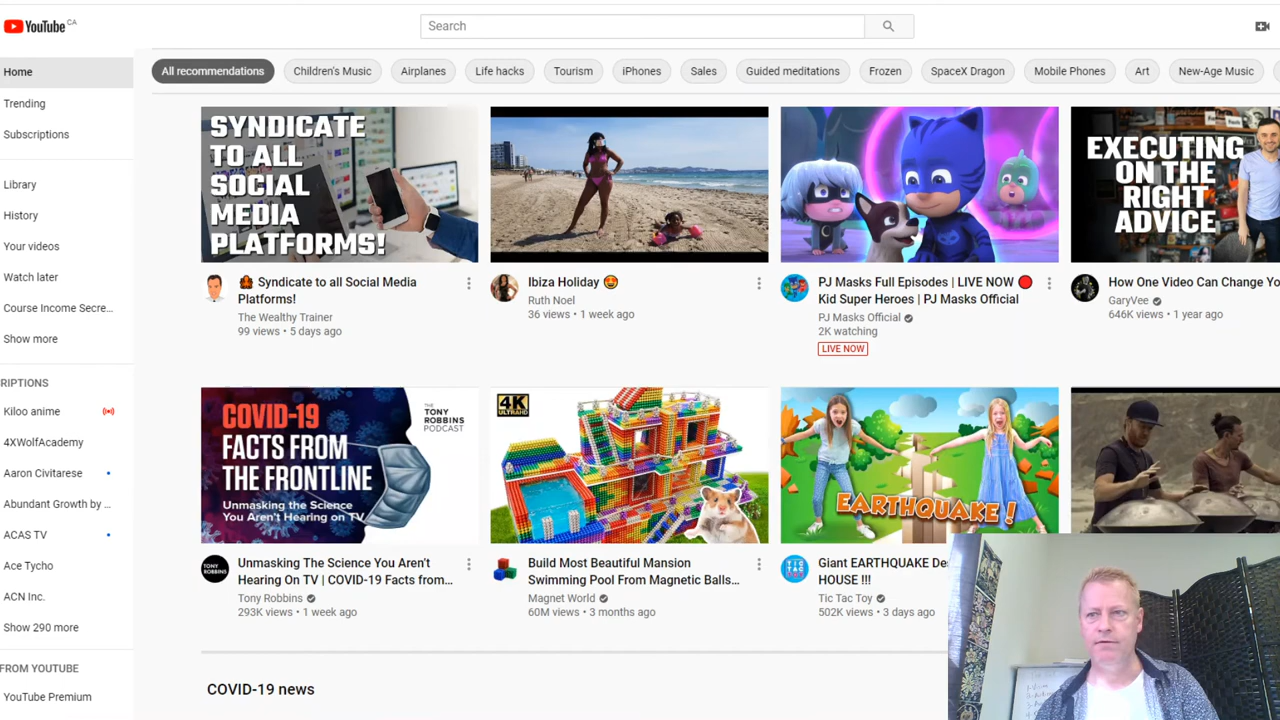 YouTube CA
Search
Home
Trending
Subscriptions
Library
History
Your videos
Watch later
Course Income Secre...
Show more
RIPTIONS
Kiloo anime
4XWolfAcademy
Aaron Civitarese
Abundant Growth by ...
ACAS TV
Ace Tycho
ACN Inc.
Show 290 more
FROM YOUTUBE
YouTube Premium
All recommendations
Children's Music
Airplanes
Life hacks
Tourism
iPhones
Sales
Guided meditations
Frozen
SpaceX Dragon
Mobile Phones
Art
New-Age Music
SYNDICATE
TO ALL
SOCIAL
MEDIA
PLATFORMS!
Syndicate to all Social Media
Platforms!
The Wealthy Trainer
99 views • 5 days ago
Ibiza Holiday 😍
Ruth Noel
36 views • 1 week ago
PJ Masks Full Episodes | LIVE NOW 🔴
Kid Super Heroes | PJ Masks Official
PJ Masks Official
2K watching
LIVE NOW
EXECUTING
ON THE
RIGHT
ADVICE
How One Video Can Change Yo
GaryVee
646K views • 1 year ago
COVID-19
FACTS FROM
THE FRONTLINE
Unmasking the Science
You Aren't Hearing on TV
THE
TONY
ROBBINS
PODCAST
TONY
ROBBINS
Unmasking The Science You Aren't
Hearing On TV | COVID-19 Facts from...
Tony Robbins
293K views • 1 week ago
4K
ULTRAHD
Build Most Beautiful Mansion
Swimming Pool From Magnetic Balls...
Magnet World
60M views • 3 months ago
EARTHQUAKE!
TIC
TAC
TOY
Giant EARTHQUAKE Des
HOUSE !!!
Tic Tac Toy
502K views • 3 days ago
COVID-19 news